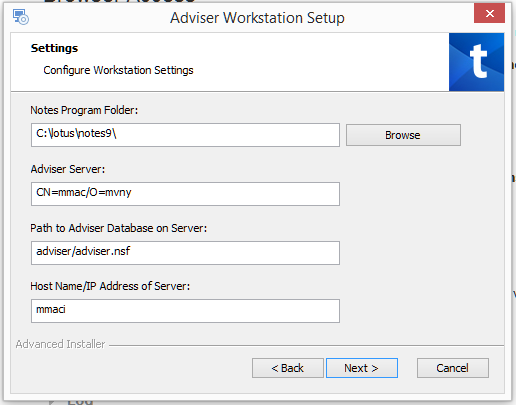 Adviser Workstation Setup
Settings
Configure Workstation Settings
t
Notes Program Folder:
C:\lotus\notes9\
Browse
Adviser Server:
CN=mmac/O=mvny
Path to Adviser Database on Server:
adviser/adviser.nsf
Host Name/IP Address of Server:
mmaci
Advanced Installer
< Back
Next >
Cancel